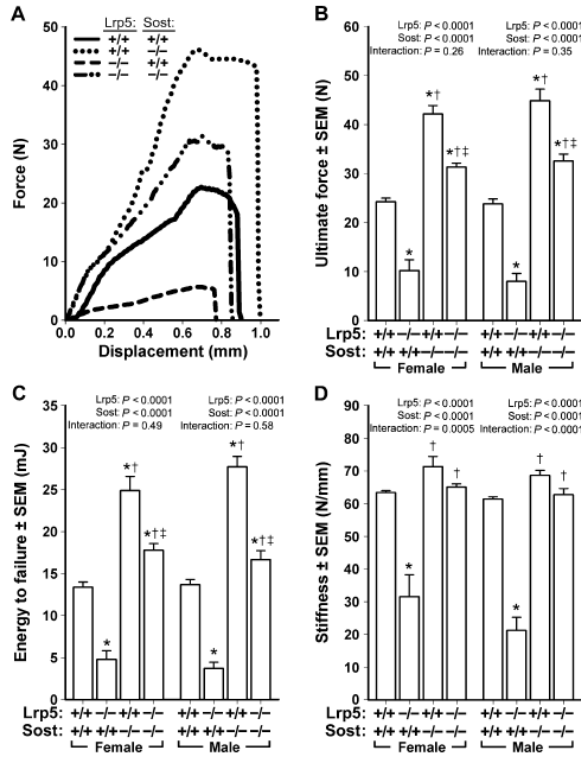 A
Lrp5: Sost:
+/+ +/+
+/+ −/−
−/− +/+
−/− −/−
Force (N)
50
40
30
20
10
0
0.0 0.2 0.4 0.6 0.8 1.0
Displacement (mm)
B
Lrp5: P < 0.0001 Lrp5: P < 0.0001
Sost: P < 0.0001 Sost: P < 0.0001
Interaction: P = 0.26 Interaction: P = 0.35
Ultimate force ± SEM (N)
60
50
40
30
20
10
0
* *† *†‡ * *† *†‡
Lrp5: +/+ −/− +/+ −/− +/+ −/− +/+ −/−
Sost: +/+ +/+ −/− −/− +/+ +/+ −/− −/−
Female Male
C
Lrp5: P < 0.0001 Lrp5: P < 0.0001
Sost: P < 0.0001 Sost: P < 0.0001
Interaction: P = 0.49 Interaction: P = 0.58
Energy to failure ± SEM (mJ)
35
30
25
20
15
10
5
0
* *† *†‡ * *† *†‡
Lrp5: +/+ −/− +/+ −/− +/+ −/− +/+ −/−
Sost: +/+ +/+ −/− −/− +/+ +/+ −/− −/−
Female Male
D
Lrp5: P < 0.0001 Lrp5: P < 0.0001
Sost: P < 0.0001 Sost: P < 0.0001
Interaction: P = 0.0005 Interaction: P < 0.0001
Stiffness ± SEM (N/mm)
90
80
70
60
50
40
30
20
10
0
* † † * † †
Lrp5: +/+ −/− +/+ −/− +/+ −/− +/+ −/−
Sost: +/+ +/+ −/− −/− +/+ +/+ −/− −/−
Female Male